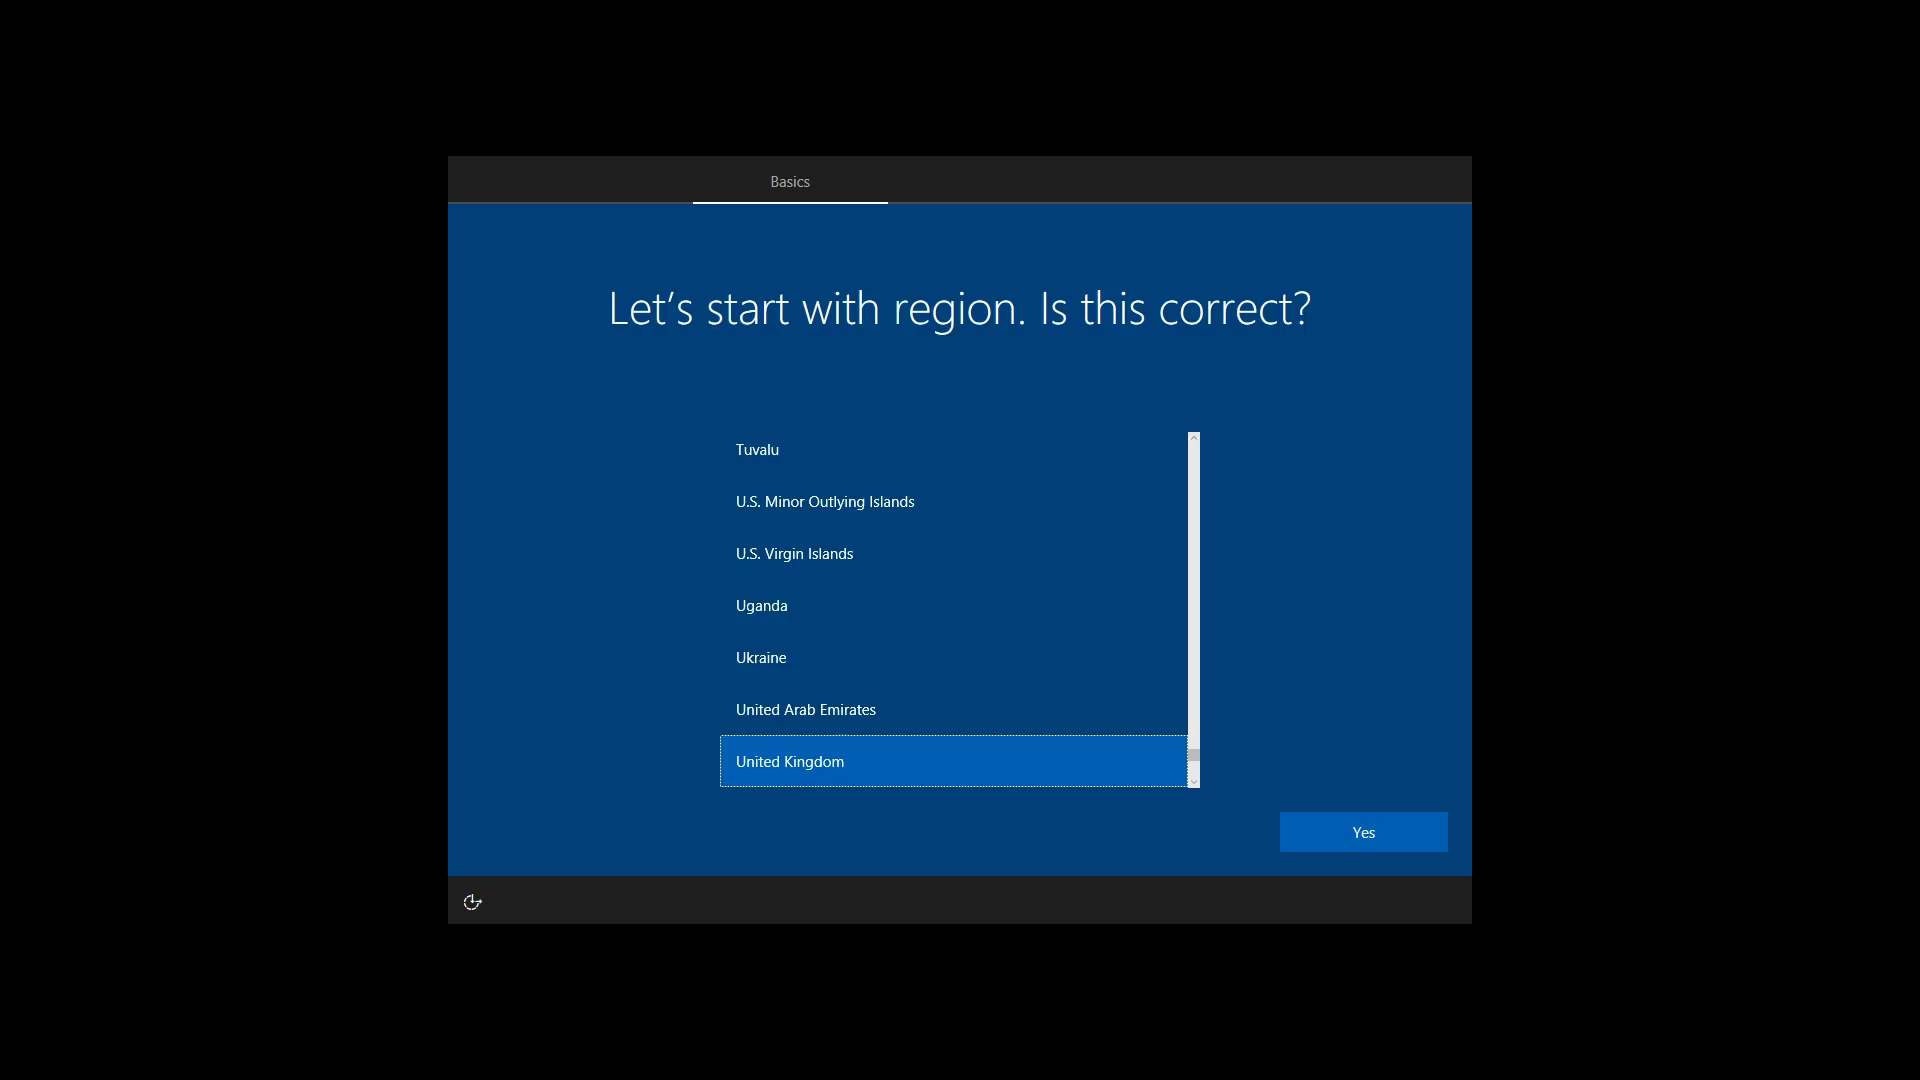 Basics
Let’s start with region. Is this correct?
Tuvalu
U.S. Minor Outlying Islands
U.S. Virgin Islands
Uganda
Ukraine
United Arab Emirates
United Kingdom
Yes